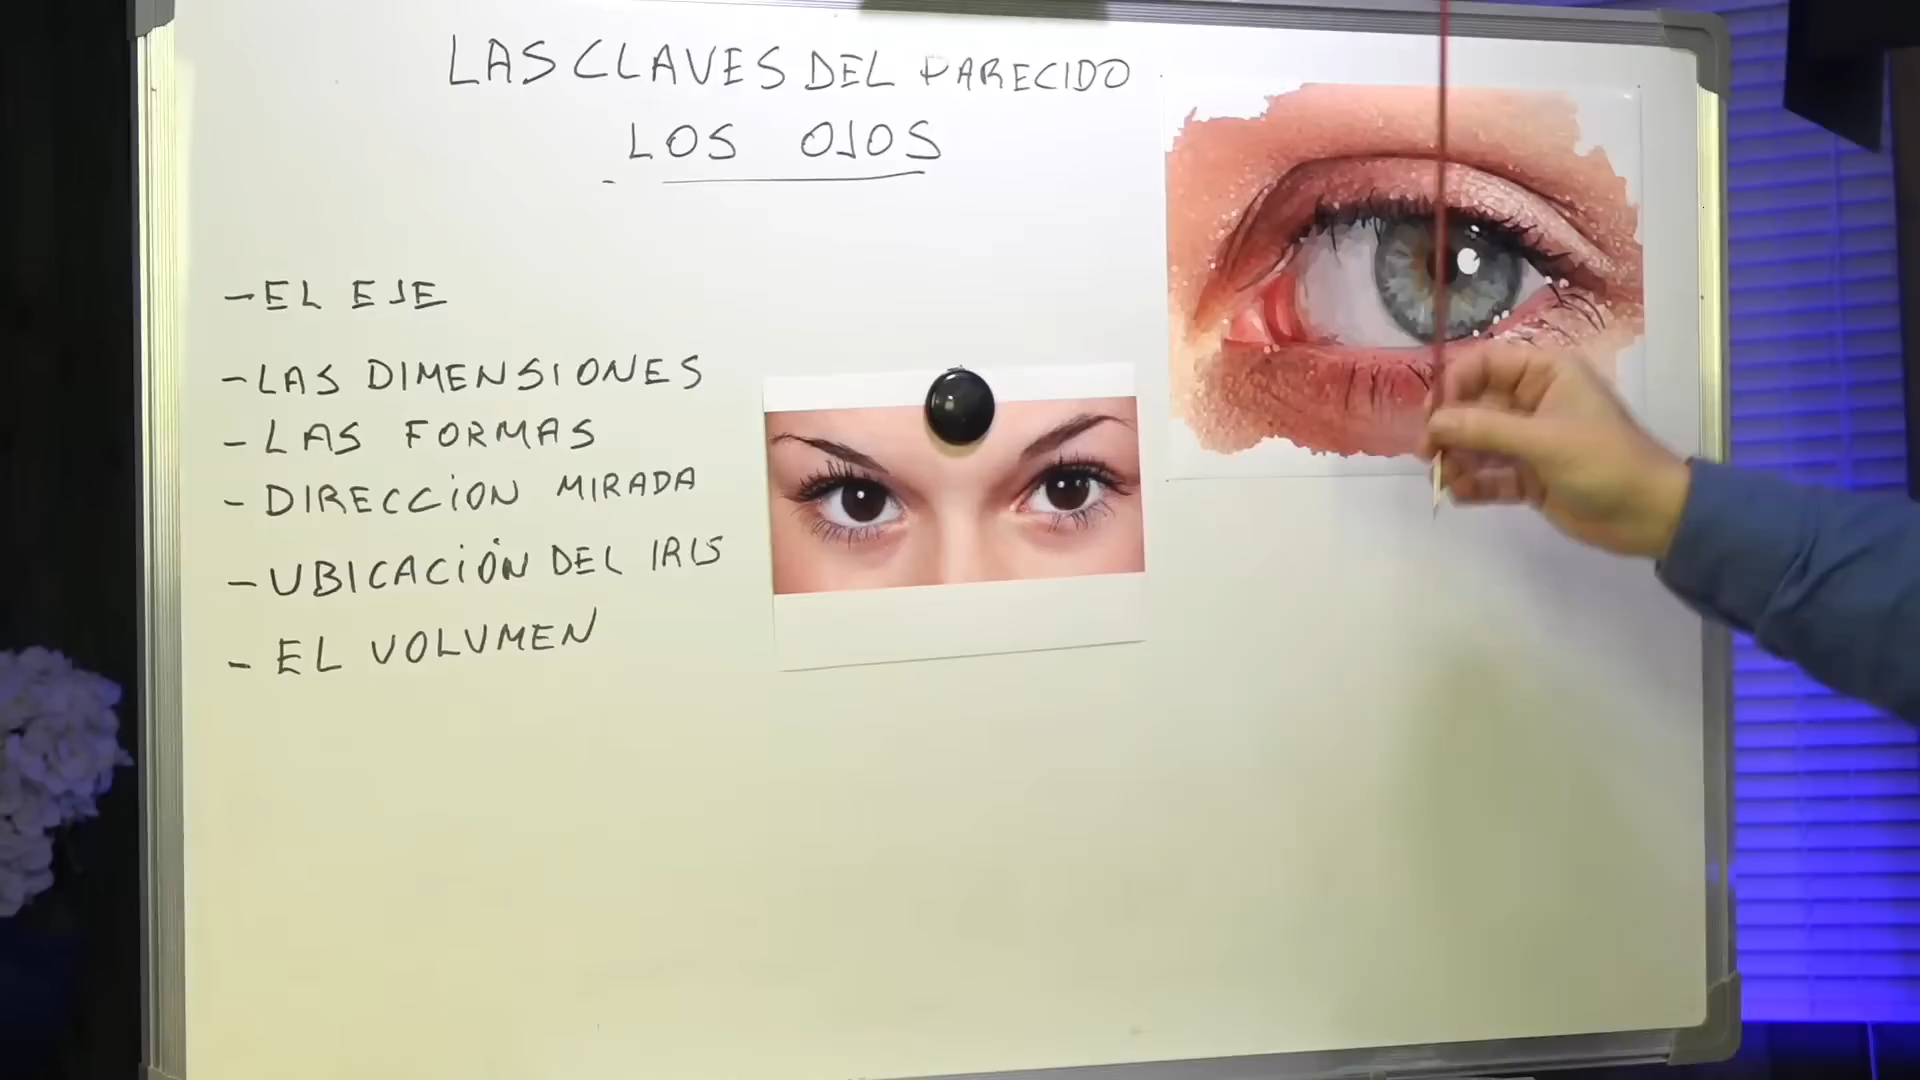 LAS CLAVES DEL PARECIDO
LOS OJOS
- EL EJE
- LAS DIMENSIONES
- LAS FORMAS
- DIRECCION MIRADA
- UBICACIÓN DEL IRIS
- EL VOLUMEN